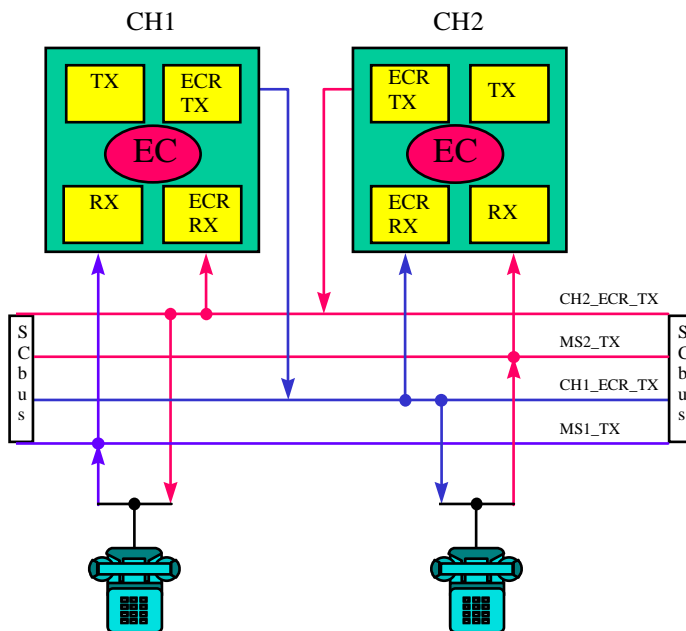 CH1
CH2
TX
ECR
TX
ECR
TX
TX
EC
EC
RX
ECR
RX
ECR
RX
RX
CH2_ECR_TX
MS2_TX
CH1_ECR_TX
MS1_TX
S
C
b
u
s
S
C
b
u
s